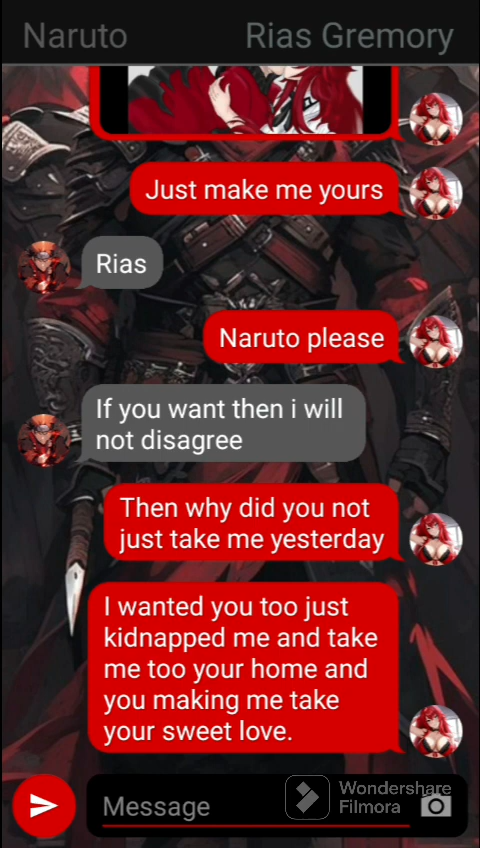 Naruto
Rias Gremory
Just make me yours
Rias
Naruto please
If you want then i will
not disagree
Then why did you not
just take me yesterday
I wanted you too just
kidnapped me and take
me too your home and
you making me take
your sweet love.
Message
Wondershare
Filmora